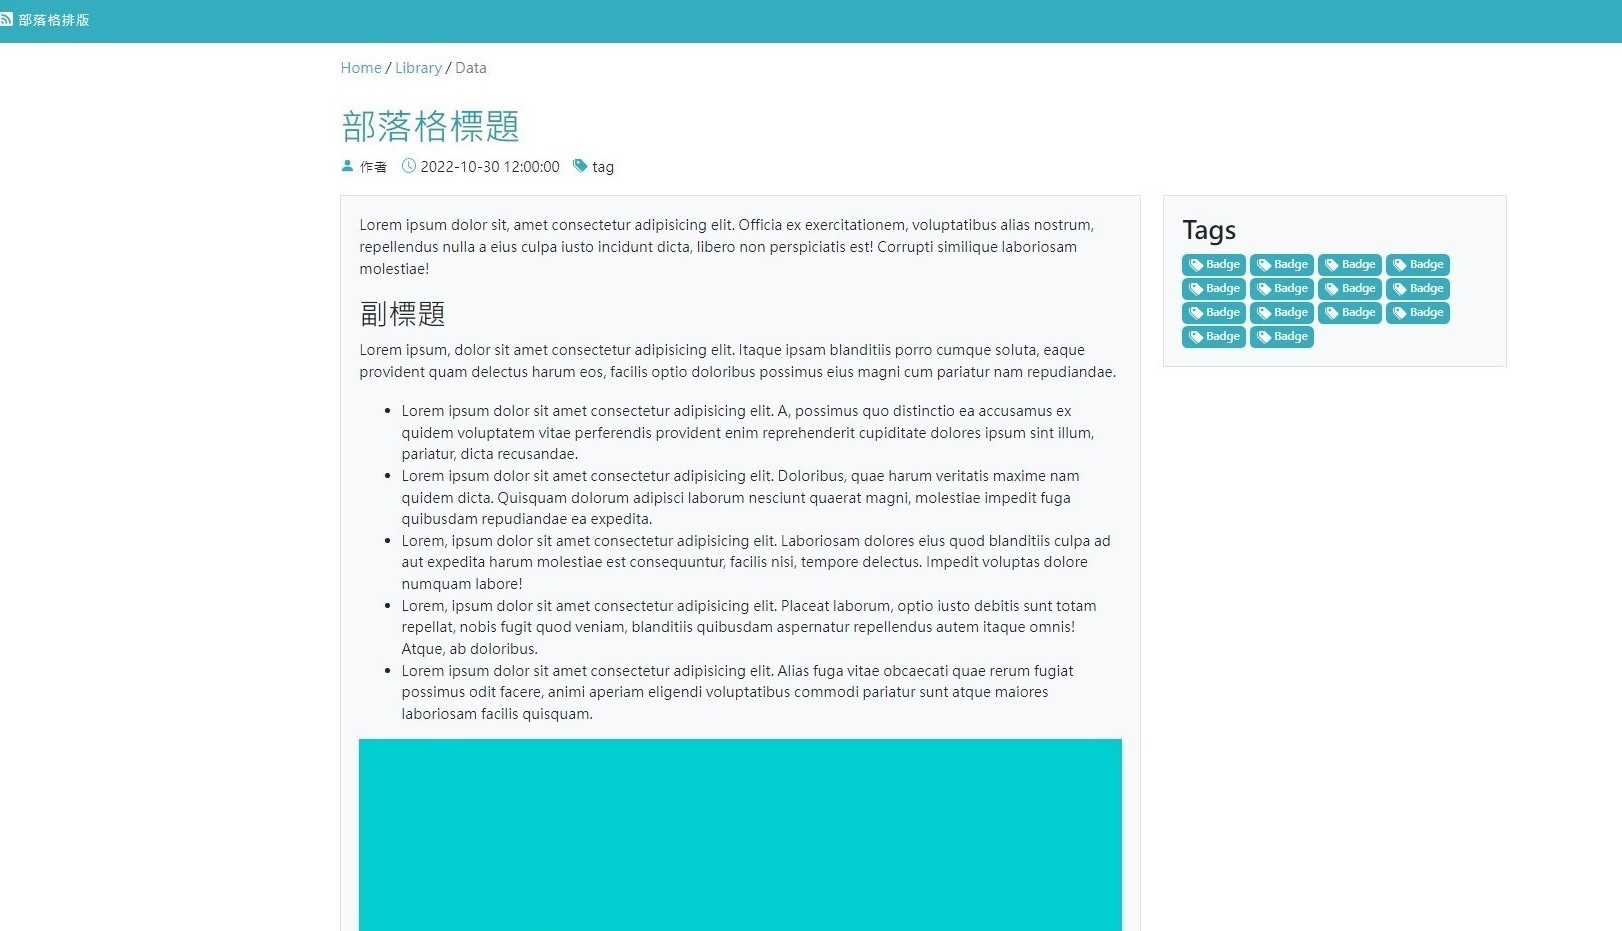 部落格排版
Home / Library / Data
部落格標題
作者 2022-10-30 12:00:00 tag
Lorem ipsum dolor sit, amet consectetur adipisicing elit. Officia ex exercitationem, voluptatibus alias nostrum,
repellendus nulla a eius culpa iusto incidunt dicta, libero non perspiciatis est! Corrupti similique laboriosam
molestiae!
副標題
Lorem ipsum, dolor sit amet consectetur adipisicing elit. Itaque ipsam blanditiis porro cumque soluta, eaque
provident quam delectus harum eos, facilis optio doloribus possimus eius magni cum pariatur nam repudiandae.
Lorem ipsum dolor sit amet consectetur adipisicing elit. A, possimus quo distinctio ea accusamus ex
quidem voluptatem vitae perferendis provident enim reprehenderit cupiditate dolores ipsum sint illum,
pariatur, dicta recusandae.
Lorem ipsum dolor sit amet consectetur adipisicing elit. Doloribus, quae harum veritatis maxime nam
quidem dicta. Quisquam dolorum adipisci laborum nesciunt quaerat magni, molestiae impedit fuga
quibusdam repudiandae ea expedita.
Lorem, ipsum dolor sit amet consectetur adipisicing elit. Laboriosam dolores eius quod blanditiis culpa ad
aut expedita harum molestiae est consequuntur, facilis nisi, tempore delectus. Impedit voluptas dolore
numquam labore!
Lorem, ipsum dolor sit amet consectetur adipisicing elit. Placeat laborum, optio iusto debitis sunt totam
repellat, nobis fugit quod veniam, blanditiis quibusdam aspernatur repellendus autem itaque omnis!
Atque, ab doloribus.
Lorem ipsum dolor sit amet consectetur adipisicing elit. Alias fuga vitae obcaecati quae rerum fugiat
possimus odit facere, animi aperiam eligendi voluptatibus commodi pariatur sunt atque maiores
laboriosam facilis quisquam.
Tags
Badge Badge Badge Badge
Badge Badge Badge Badge
Badge Badge Badge Badge
Badge Badge